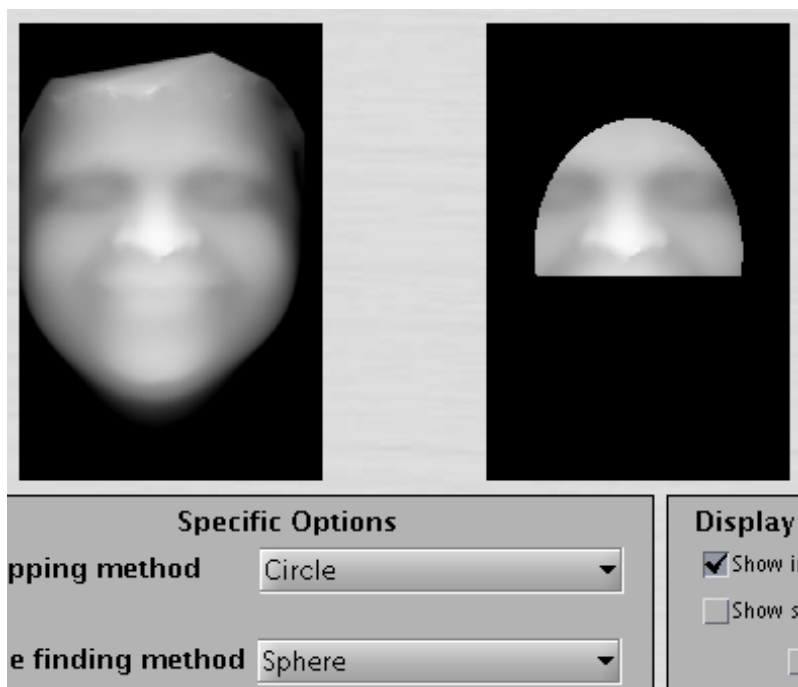 Specific Options
Display
pping method
Circle
Show i
Show s
e finding method
Sphere